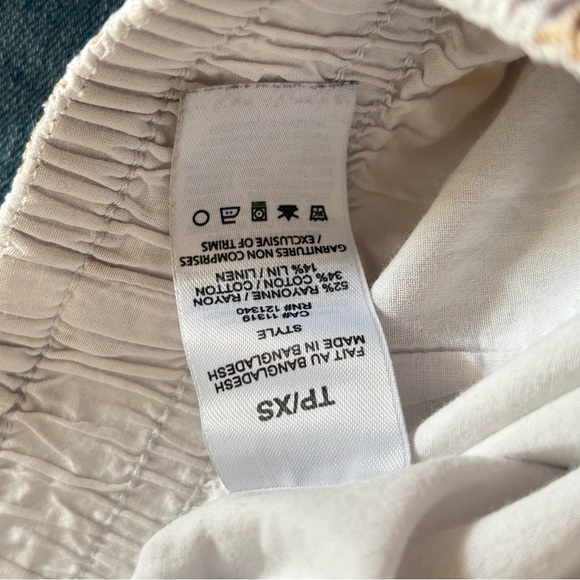 TP/XS
MADE IN BANGLADESH
FAIT AU BANGLADESH
STYLE
RN# 121340
CA# 11319
52% RAYONNE / RAYON
34% COTON / COTTON
14% LIN / LINEN
/ EXCLUSIVE OF TRIMS
GARNITURES NON COMPRISES